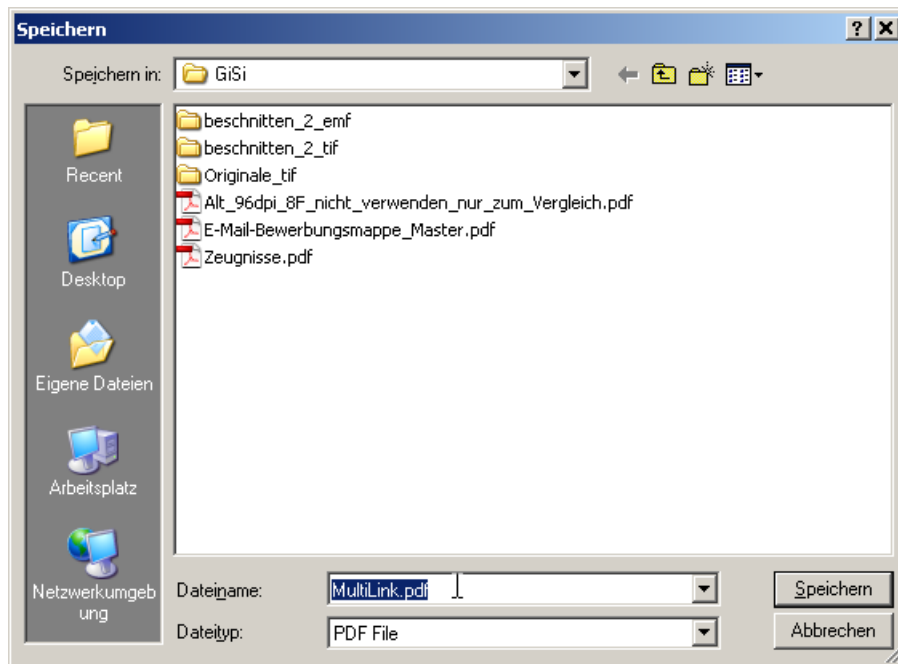 Speichern
Speichern in: GiSi
Recent
Desktop
Eigene Dateien
Arbeitsplatz
Netzwerkumgeb
ung
beschnitten_2_emf
beschnitten_2_tif
Originale_tif
Alt_96dpi_8F_nicht_verwenden_nur_zum_Vergleich.pdf
E-Mail-Bewerbungsmappe_Master.pdf
Zeugnisse.pdf
Dateiname: MultiLink.pdf Speichern
Dateityp: PDF File Abbrechen